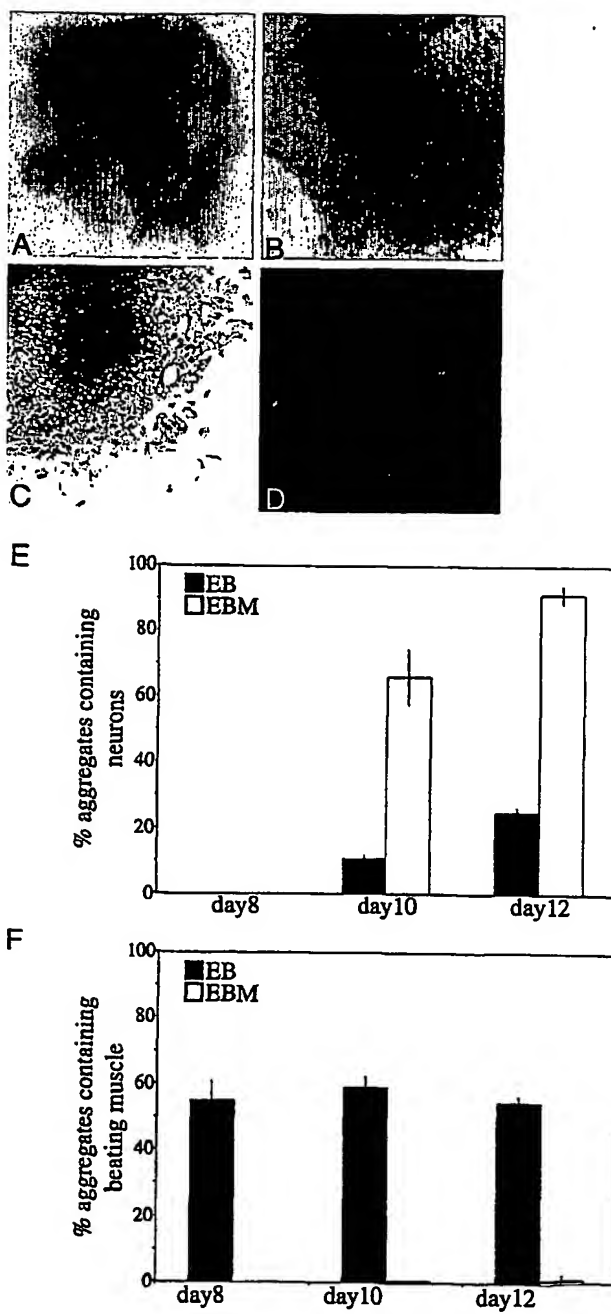 A
B
C
D
E
% aggregates containing
neurons
100
80
60
40
20
0
EB
EBM
day8
day10
day12
F
% aggregates containing
beating muscle
100
80
60
40
20
0
EB
EBM
day8
day10
day12